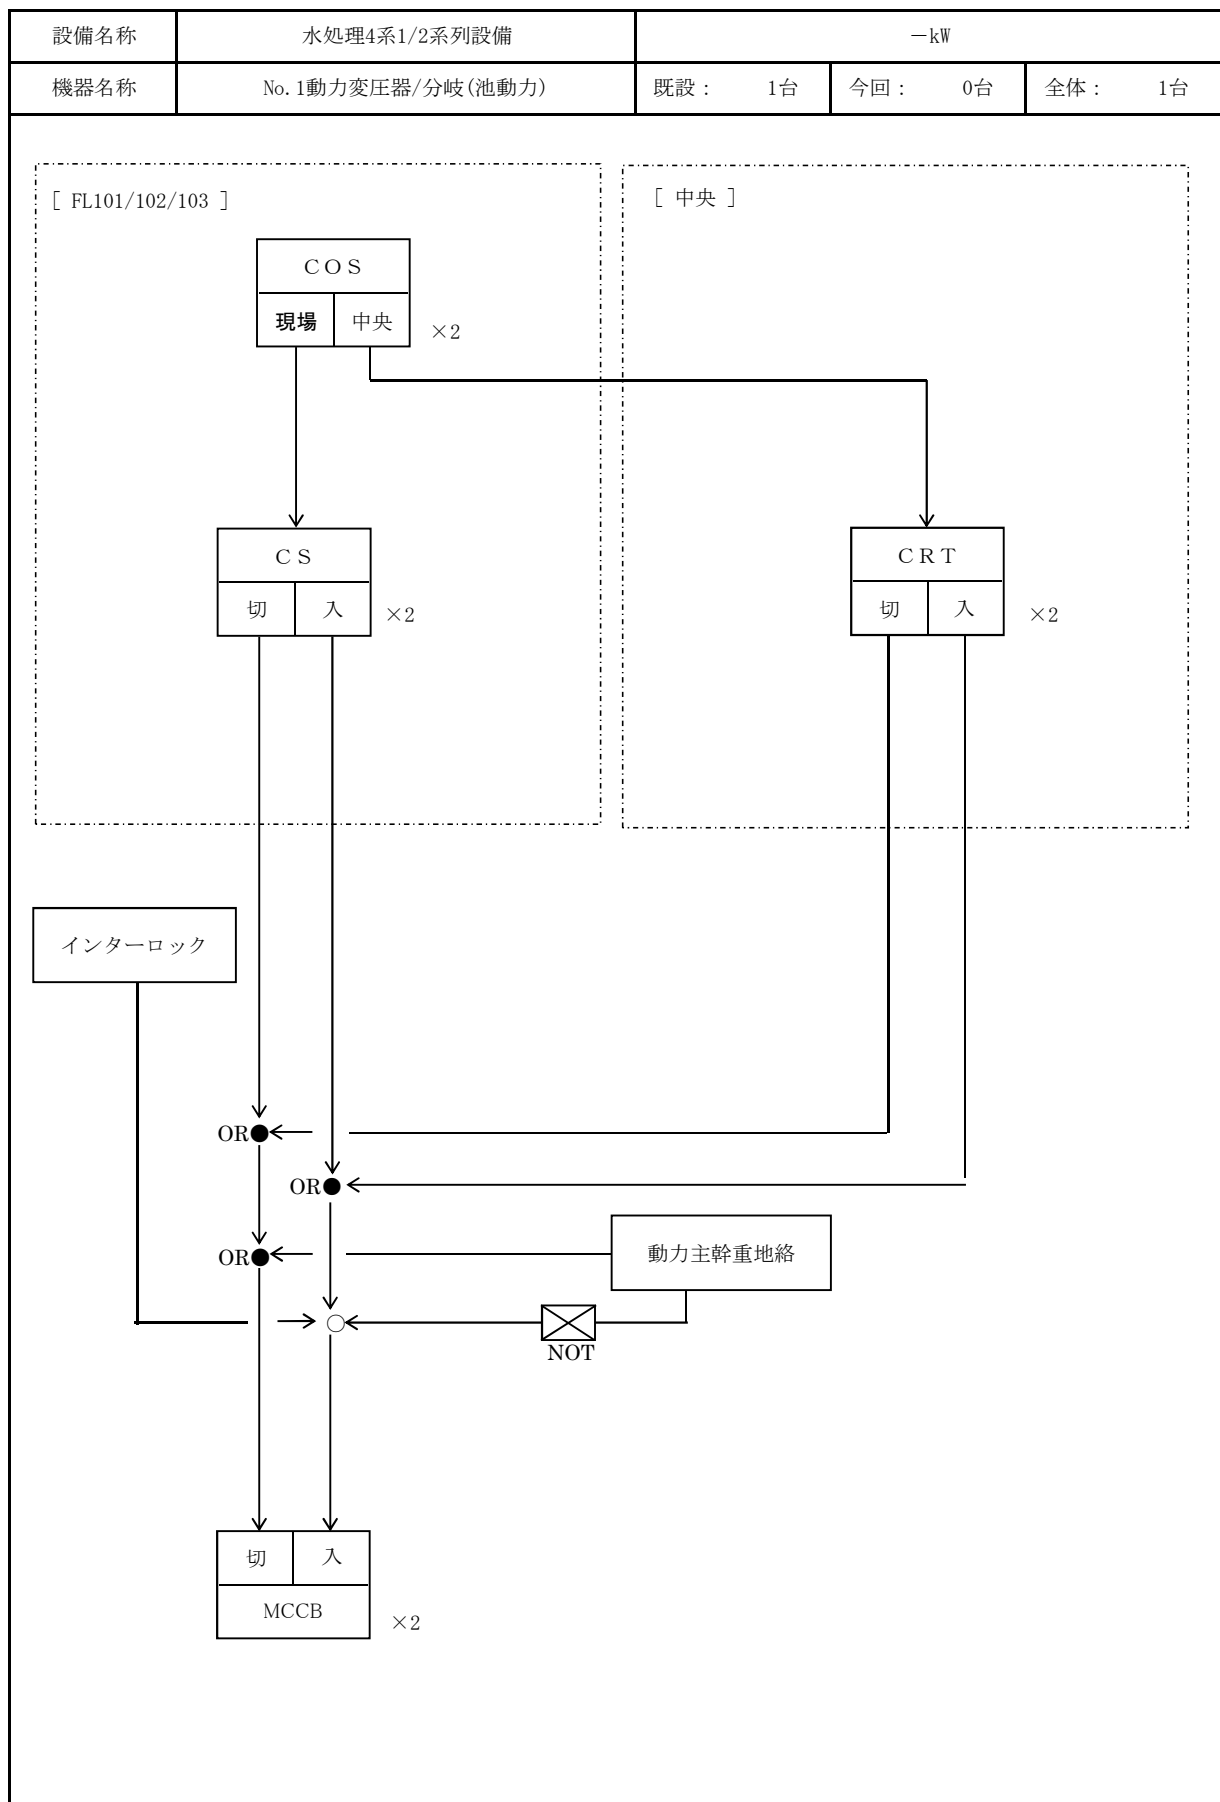 設備名称 水処理4系1/2系列設備 －kW
機器名称 No.1動力変圧器/分岐(池動力) 既設： 1台 今回： 0台 全体： 1台
[ FL101/102/103 ]
[ 中央 ]
ＣＯＳ
現場 中央 ×2
ＣＳ
切 入 ×2
ＣＲＴ
切 入 ×2
インターロック
OR
OR
OR
動力主幹重地絡
NOT
切 入
MCCB ×2